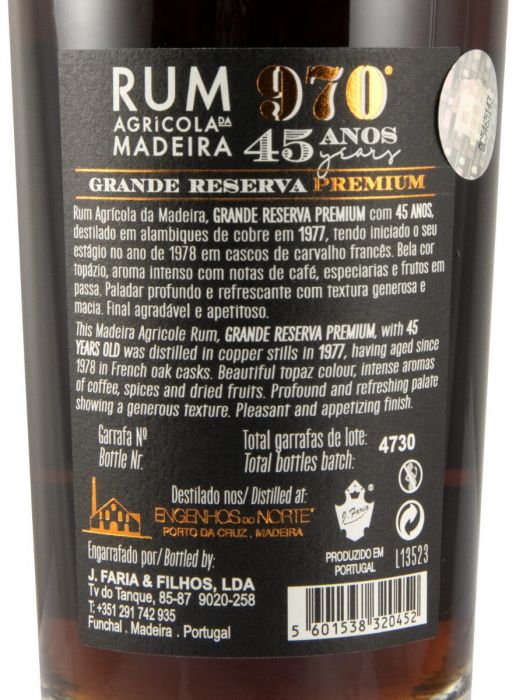 RUM 970®
AGRÍCOLA DA
MADEIRA
45 ANOS
years
GRANDE RESERVA PREMIUM
Rum Agrícola da Madeira, GRANDE RESERVA PREMIUM com 45 ANOS,
destilado em alambiques de cobre em 1977, tendo iniciado o seu
estágio no ano de 1978 em cascos de carvalho francês. Bela cor
topázio, aroma intenso com notas de café, especiarias e frutos em
passa. Paladar profundo e refrescante com textura generosa e
macia. Final agradável e apetitoso.
This Madeira Agricole Rum, GRANDE RESERVA PREMIUM, with 45
YEARS OLD was distilled in copper stills in 1977, having aged since
1978 in French oak casks. Beautiful topaz colour, intense aromas
of coffee, spices and dried fruits. Profound and refreshing palate
showing a generous texture. Pleasant and appetizing finish.
Garrafa Nº
Bottle Nr.
Total garrafas de lote:
Total bottles batch:
4730
Destilado nos/ Distilled at:
ENGENHOS DO NORTE®
PORTO DA CRUZ . MADEIRA
J. Faria ®
Engarrafado por/ Bottled by:
J. FARIA & FILHOS, LDA
Tv do Tanque, 85-87 9020-258
T: +351 291 742 935
Funchal . Madeira . Portugal
PRODUZIDO EM
PORTUGAL
L13523
5 601538 320452